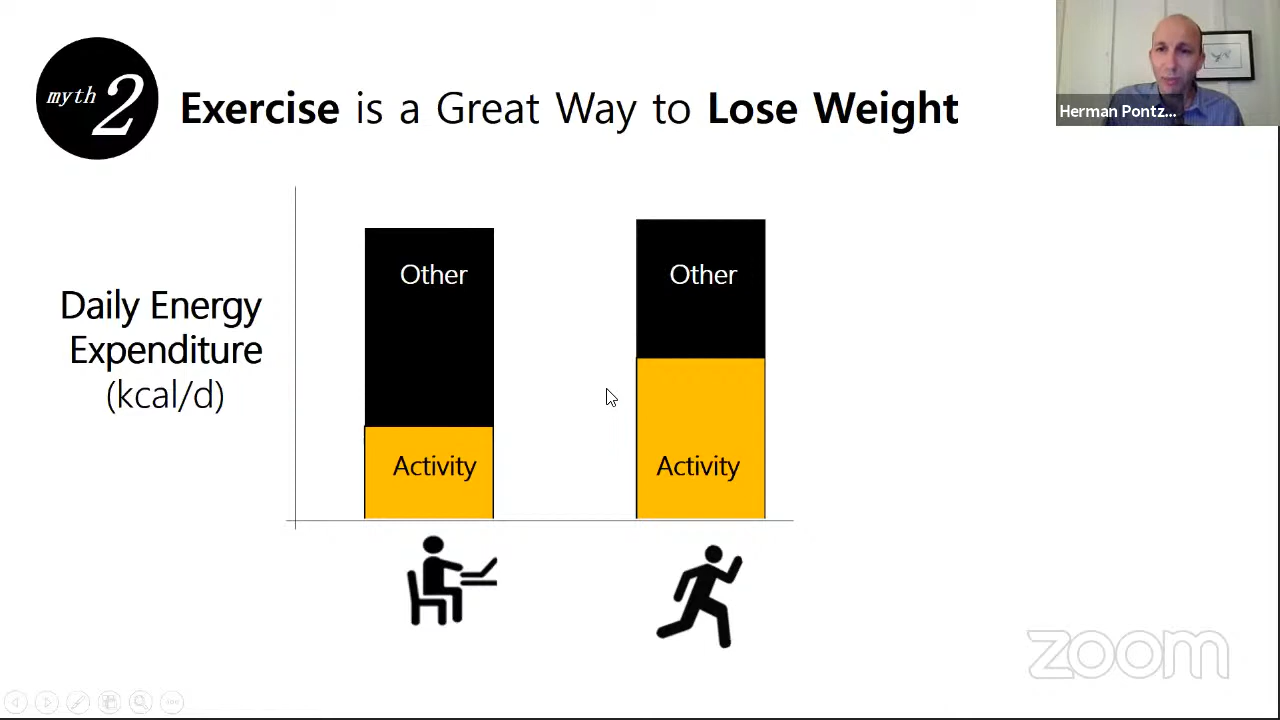 myth 2
Exercise is a Great Way to Lose Weight
Herman Pontz...
Daily Energy
Expenditure
(kcal/d)
Other
Other
Activity
Activity
zoom